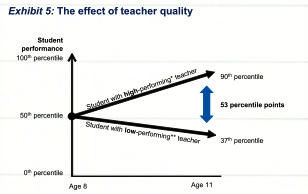 Exhibit 5: The effect of teacher quality
Student
performance
100th percentile
Student with high-performing* teacher
90th percentile
53 percentile points
50th percentile
Student with low-performing** teacher
37th percentile
0th percentile
Age 8
Age 11